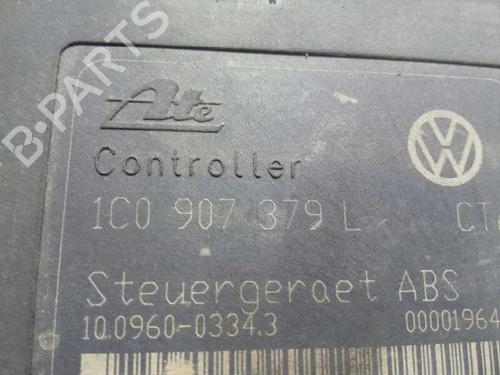 B-PARTS
Ate
Controller
1C0 907 379 L
Steuergeraet ABS
10.0960-0334.3 00001964